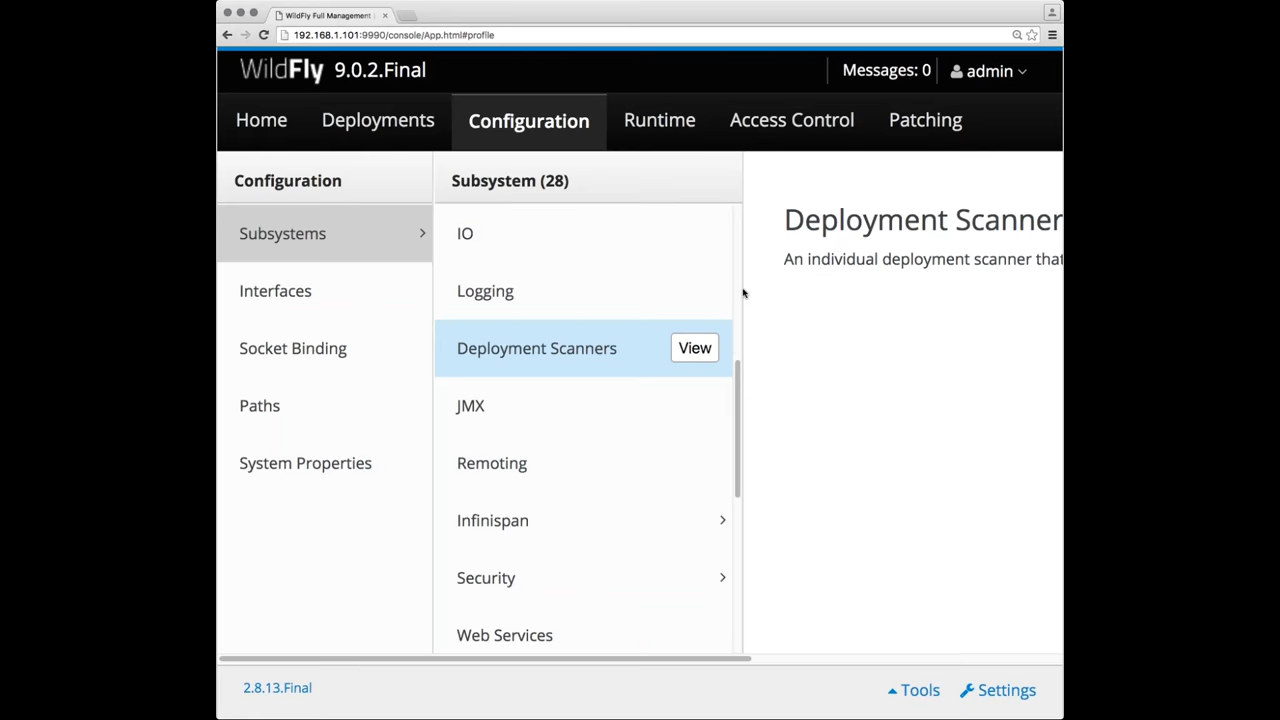 WildFly Full Management
192.168.1.101:9990/console/App.html#profile
WildFly 9.0.2.Final
Messages: 0
admin
Home
Deployments
Configuration
Runtime
Access Control
Patching
Configuration
Subsystems
Interfaces
Socket Binding
Paths
System Properties
Subsystem (28)
IO
Logging
Deployment Scanners
View
JMX
Remoting
Infinispan
Security
Web Services
Deployment Scanner
An individual deployment scanner that
2.8.13.Final
Tools
Settings